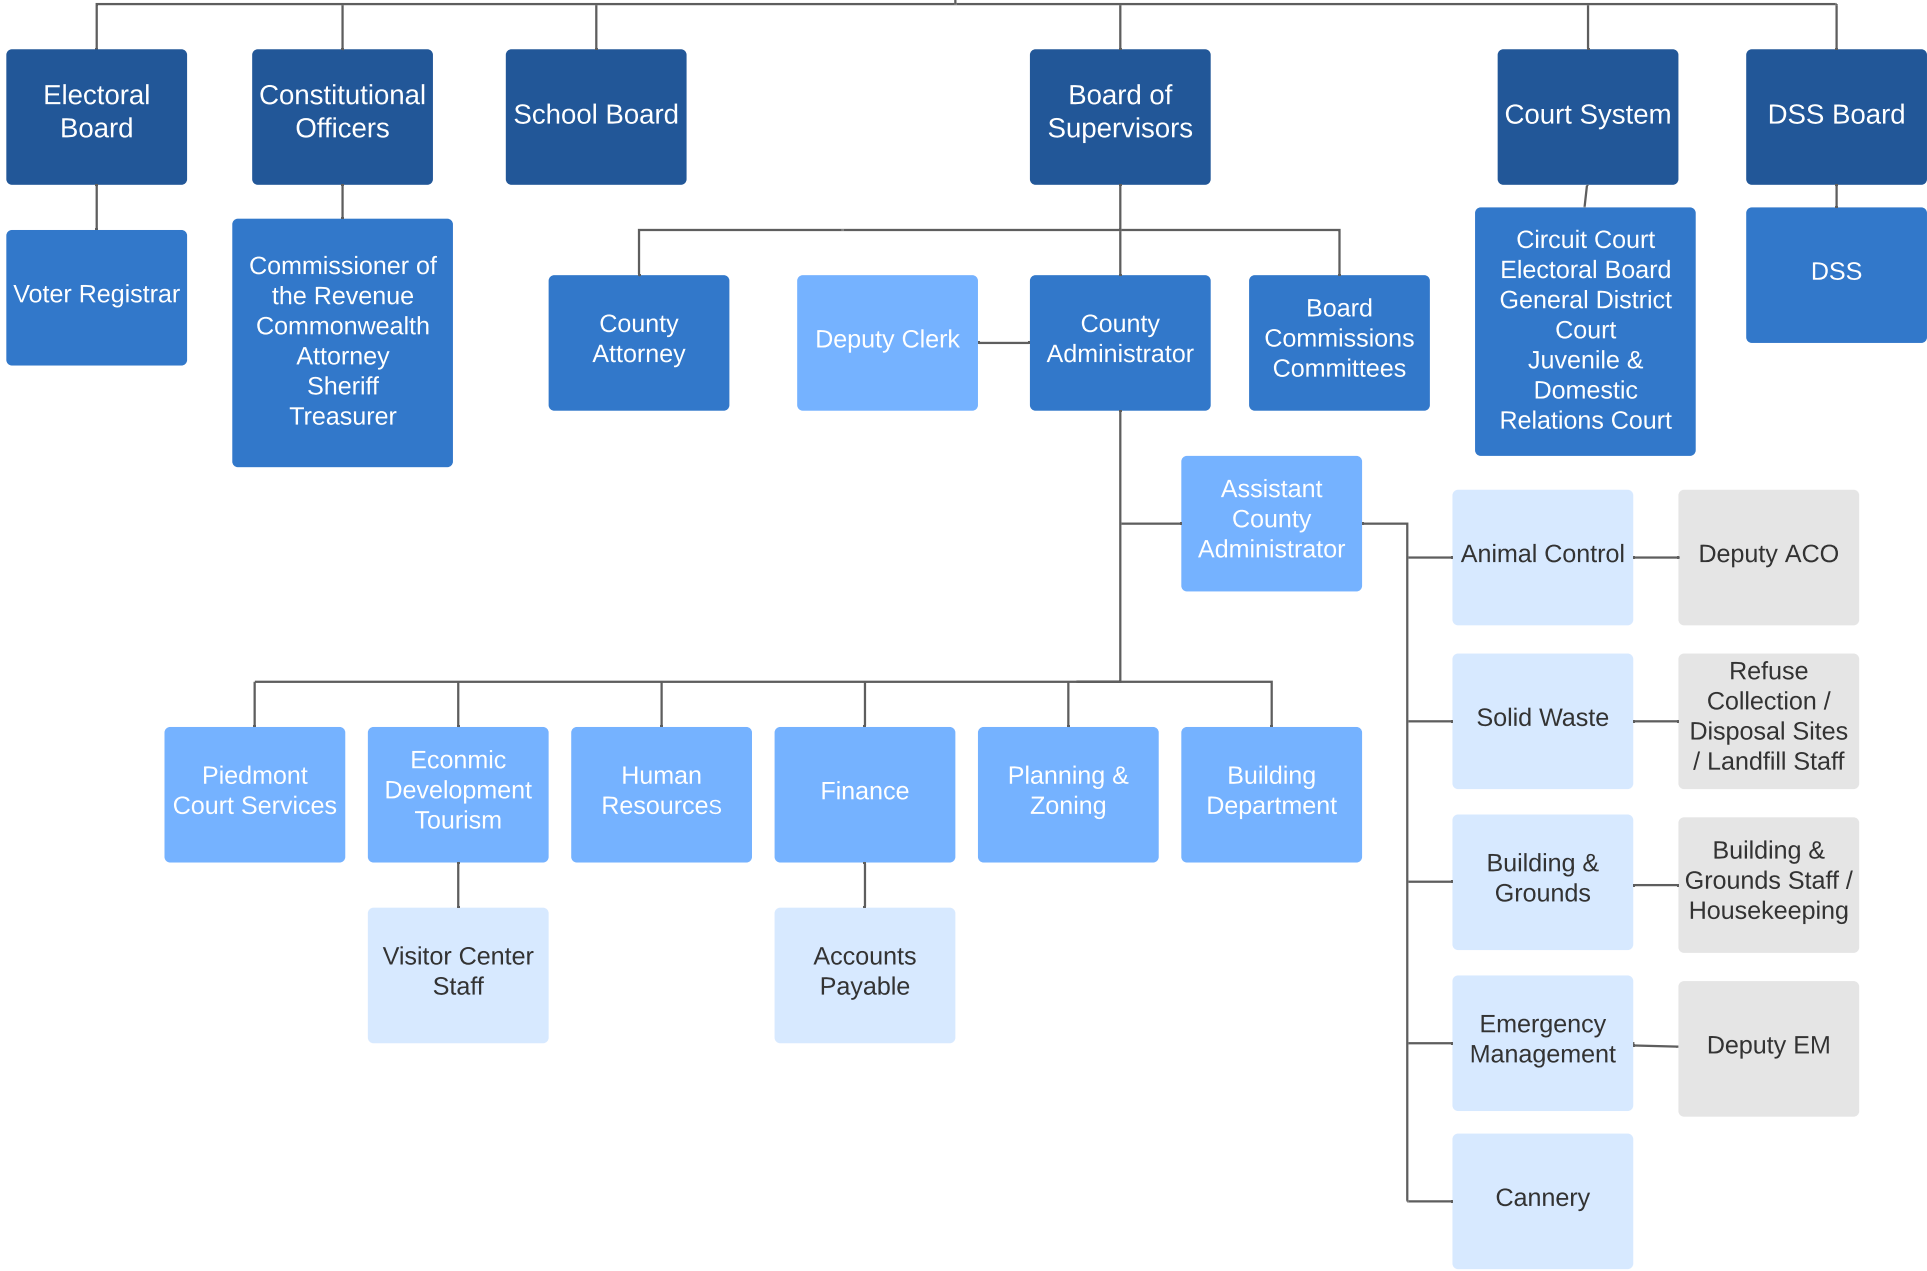 Electoral
Board
Constitutional
Officers
School Board
Board of
Supervisors
Court System
DSS Board
Voter Registrar
Commissioner of
the Revenue
Commonwealth
Attorney
Sheriff
Treasurer
Circuit Court
Electoral Board
General District
Court
Juvenile &
Domestic
Relations Court
DSS
County
Attorney
Deputy Clerk
County
Administrator
Board
Commissions
Committees
Assistant
County
Administrator
Animal Control
Deputy ACO
Solid Waste
Refuse
Collection /
Disposal Sites
/ Landfill Staff
Piedmont
Court Services
Econmic
Development
Tourism
Human
Resources
Finance
Planning &
Zoning
Building
Department
Building &
Grounds
Building &
Grounds Staff /
Housekeeping
Visitor Center
Staff
Accounts
Payable
Emergency
Management
Deputy EM
Cannery